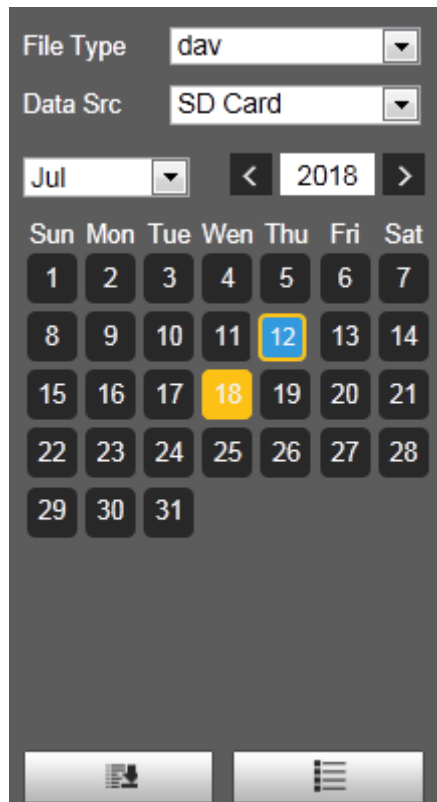 File Type dav
Data Src SD Card
Jul < 2018 >
Sun Mon Tue Wen Thu Fri Sat
1 2 3 4 5 6 7
8 9 10 11 12 13 14
15 16 17 18 19 20 21
22 23 24 25 26 27 28
29 30 31